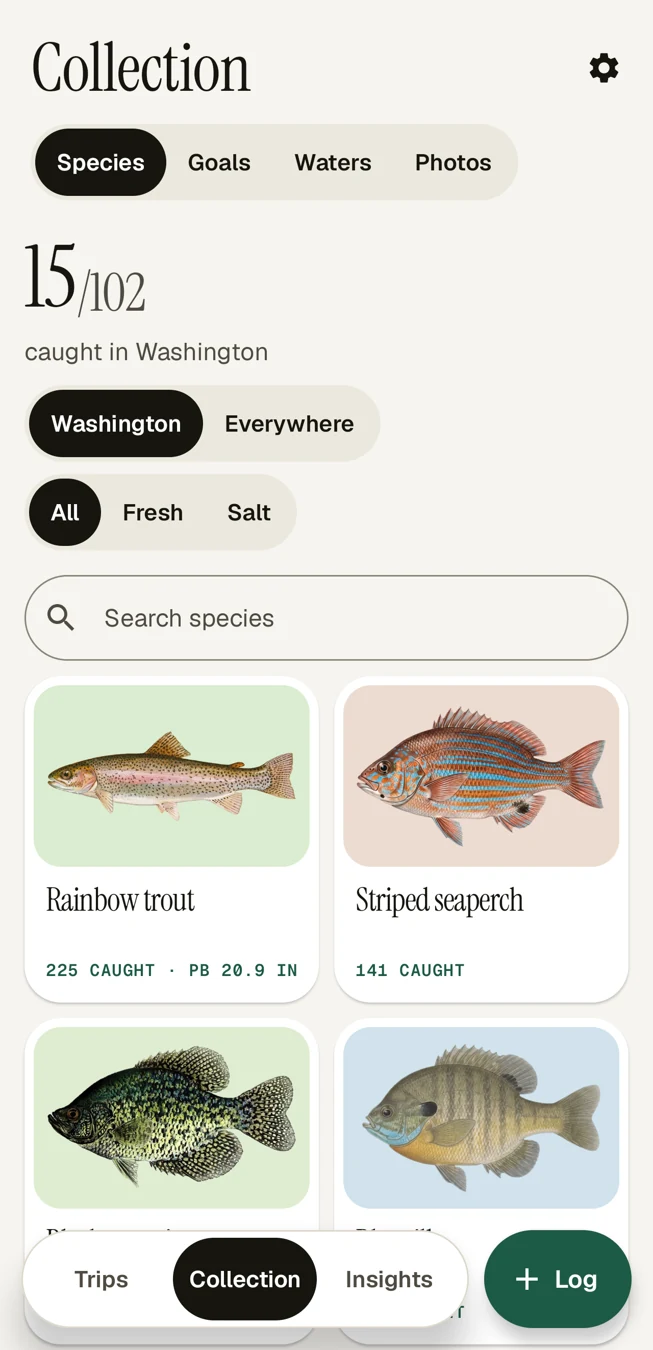 Collection
Species Goals Waters Photos
15/102
caught in Washington
Washington Everywhere
All Fresh Salt
Search species
Rainbow trout Striped seaperch
225 CAUGHT · PB 20.9 IN 141 CAUGHT
Trips Collection Insights + Log